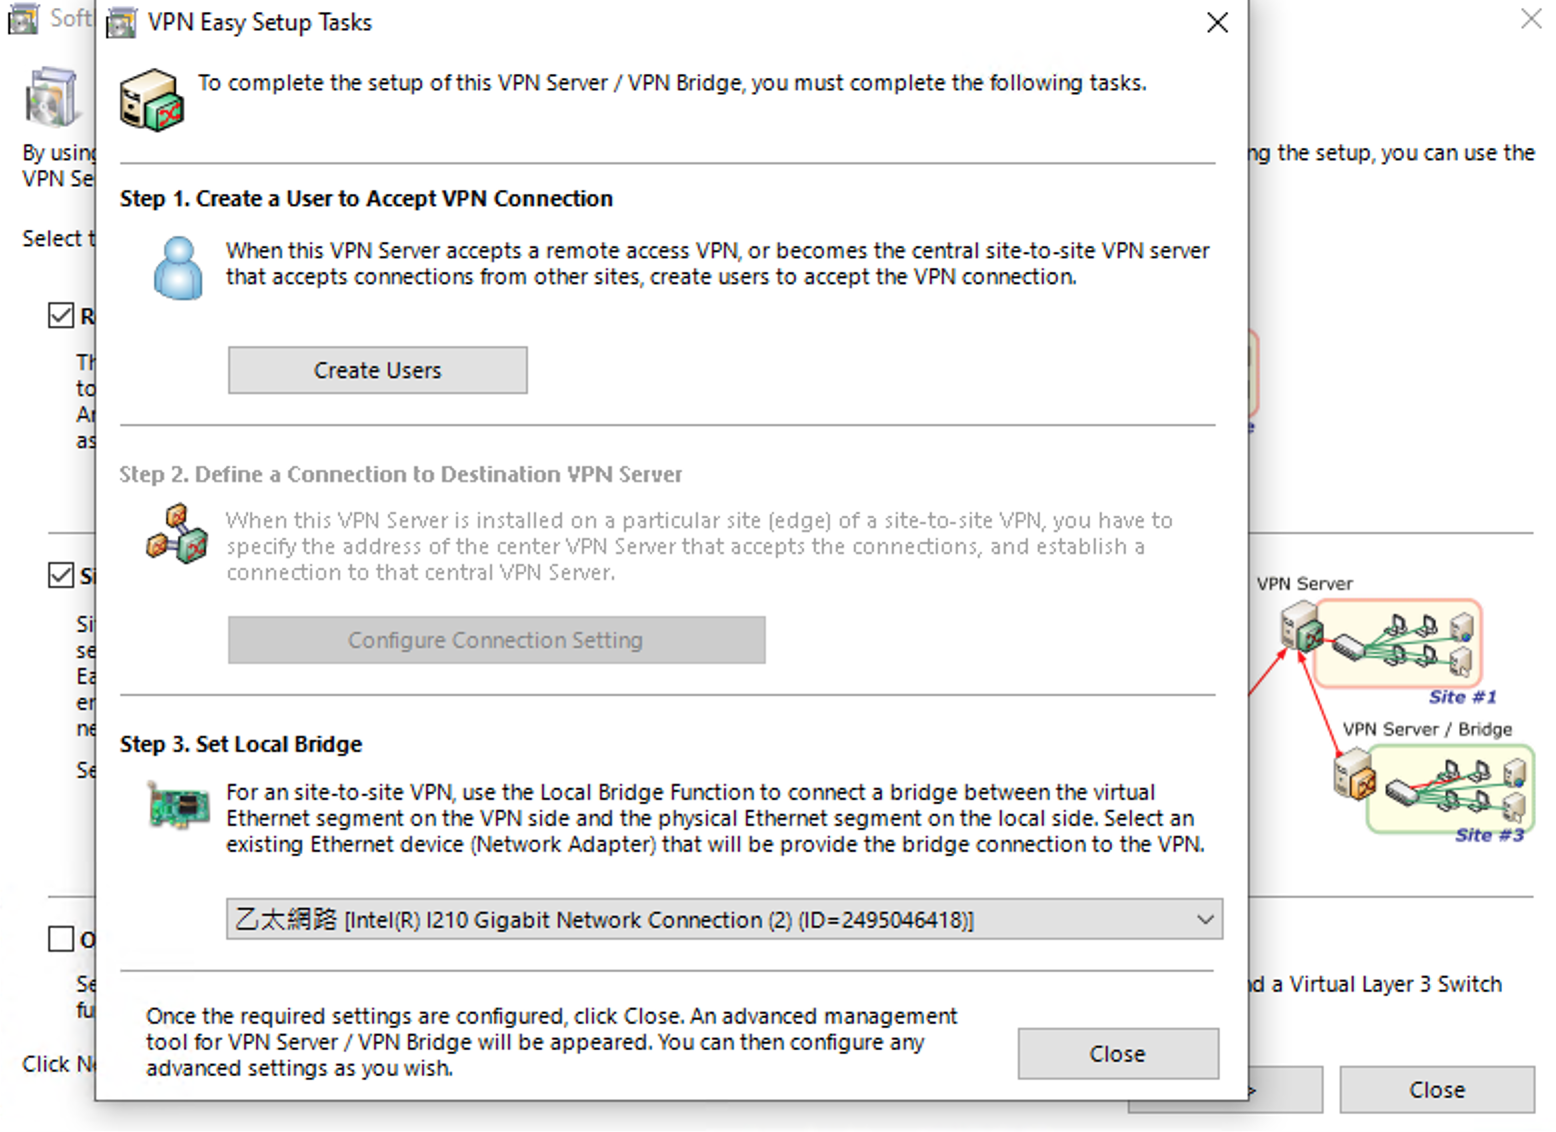 Soft
VPN Easy Setup Tasks
To complete the setup of this VPN Server / VPN Bridge, you must complete the following tasks.
By using
ng the setup, you can use the
VPN Se
Step 1. Create a User to Accept VPN Connection
Select t
When this VPN Server accepts a remote access VPN, or becomes the central site-to-site VPN server
that accepts connections from other sites, create users to accept the VPN connection.
R
Th
to
Ar
as
Create Users
e
Step 2. Define a Connection to Destination VPN Server
When this VPN Server is installed on a particular site (edge) of a site-to-site VPN, you have to
specify the address of the center VPN Server that accepts the connections, and establish a
connection to that central VPN Server.
Si
VPN Server
Sit
se
Ea
en
ne
Configure Connection Setting
Site #1
VPN Server / Bridge
Step 3. Set Local Bridge
Se
For an site-to-site VPN, use the Local Bridge Function to connect a bridge between the virtual
Ethernet segment on the VPN side and the physical Ethernet segment on the local side. Select an
existing Ethernet device (Network Adapter) that will be provide the bridge connection to the VPN.
Site #3
乙太網路 [Intel(R) I210 Gigabit Network Connection (2) (ID=2495046418)]
O
Se
fu
nd a Virtual Layer 3 Switch
Once the required settings are configured, click Close. An advanced management
tool for VPN Server / VPN Bridge will be appeared. You can then configure any
advanced settings as you wish.
Close
Click Ne
>
Close